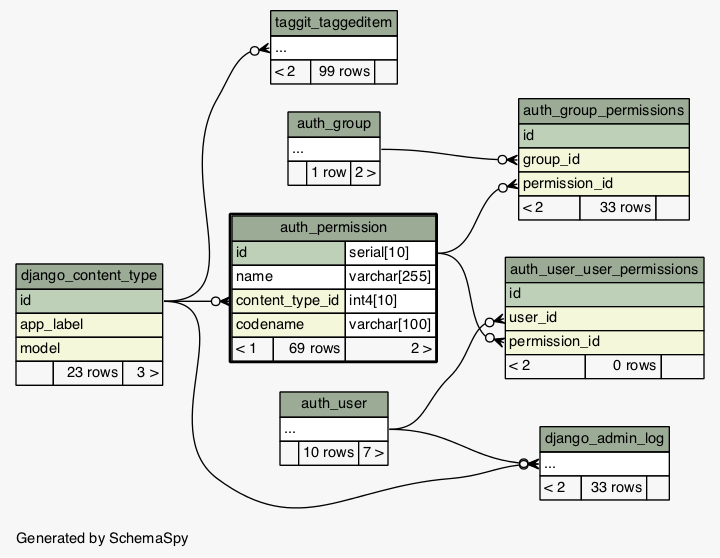 taggit_taggeditem
...
< 2 99 rows
auth_group
...
1 row 2 >
auth_group_permissions
id
group_id
permission_id
< 2 33 rows
auth_permission
id serial[10]
name varchar[255]
content_type_id int4[10]
codename varchar[100]
< 1 69 rows 2 >
django_content_type
id
app_label
model
23 rows 3 >
auth_user_user_permissions
id
user_id
permission_id
< 2 0 rows
auth_user
...
10 rows 7 >
django_admin_log
...
< 2 33 rows
Generated by SchemaSpy